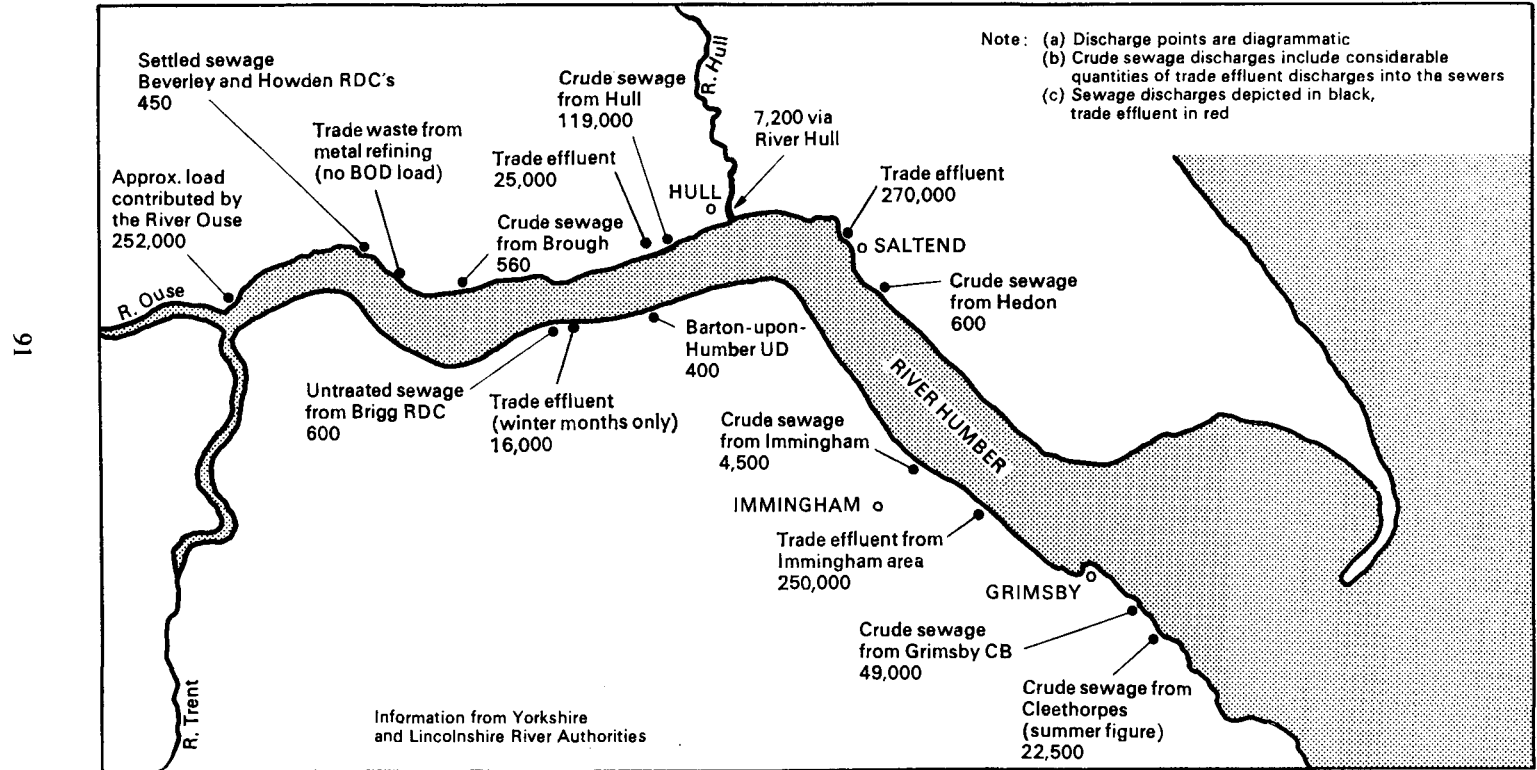 Note: (a) Discharge points are diagrammatic
(b) Crude sewage discharges include considerable
quantities of trade effluent discharges into the sewers
(c) Sewage discharges depicted in black,
trade effluent in red
Settled sewage
Beverley and Howden RDC's
450
Trade waste from
metal refining
(no BOD load)
Approx. load
contributed by
the River Ouse
252,000
Crude sewage
from Hull
119,000
Trade effluent
25,000
Crude sewage
from Brough
560
R. Hull
7,200 via
River Hull
HULL
Trade effluent
270,000
SALTEND
Crude sewage
from Hedon
600
R. Ouse
91
Untreated sewage
from Brigg RDC
600
Trade effluent
(winter months only)
16,000
Barton-upon-
Humber UD
400
RIVER HUMBER
Crude sewage
from Immingham
4,500
IMMINGHAM
Trade effluent from
Immingham area
250,000
GRIMSBY
Crude sewage
from Grimsby CB
49,000
Crude sewage from
Cleethorpes
(summer figure)
22,500
R. Trent
Information from Yorkshire
and Lincolnshire River Authorities